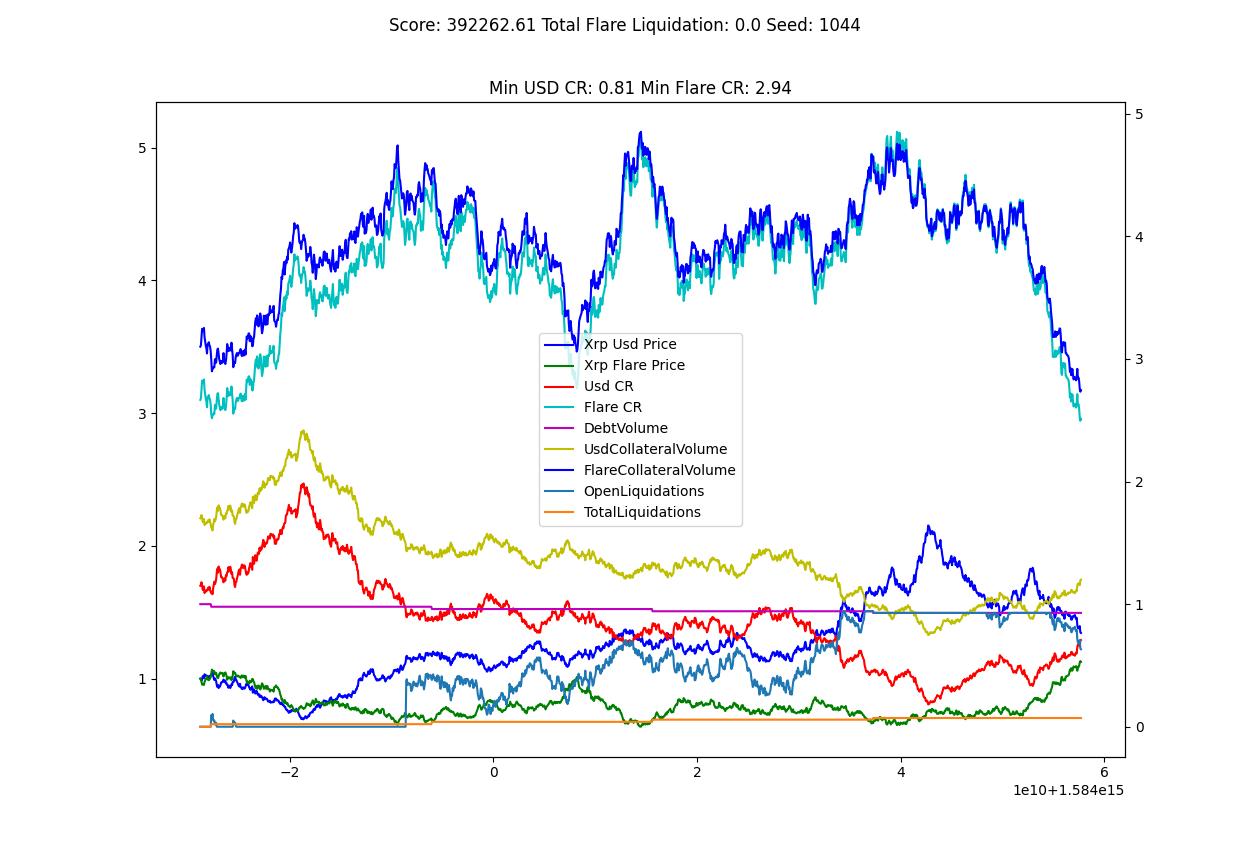 Score: 392262.61 Total Flare Liquidation: 0.0 Seed: 1044
Min USD CR: 0.81 Min Flare CR: 2.94
5
4
3
2
1
5
4
3
2
1
0
Xrp Usd Price
Xrp Flare Price
Usd CR
Flare CR
DebtVolume
UsdCollateralVolume
FlareCollateralVolume
OpenLiquidations
TotalLiquidations
−2
0
2
4
6
1e10+1.584e15